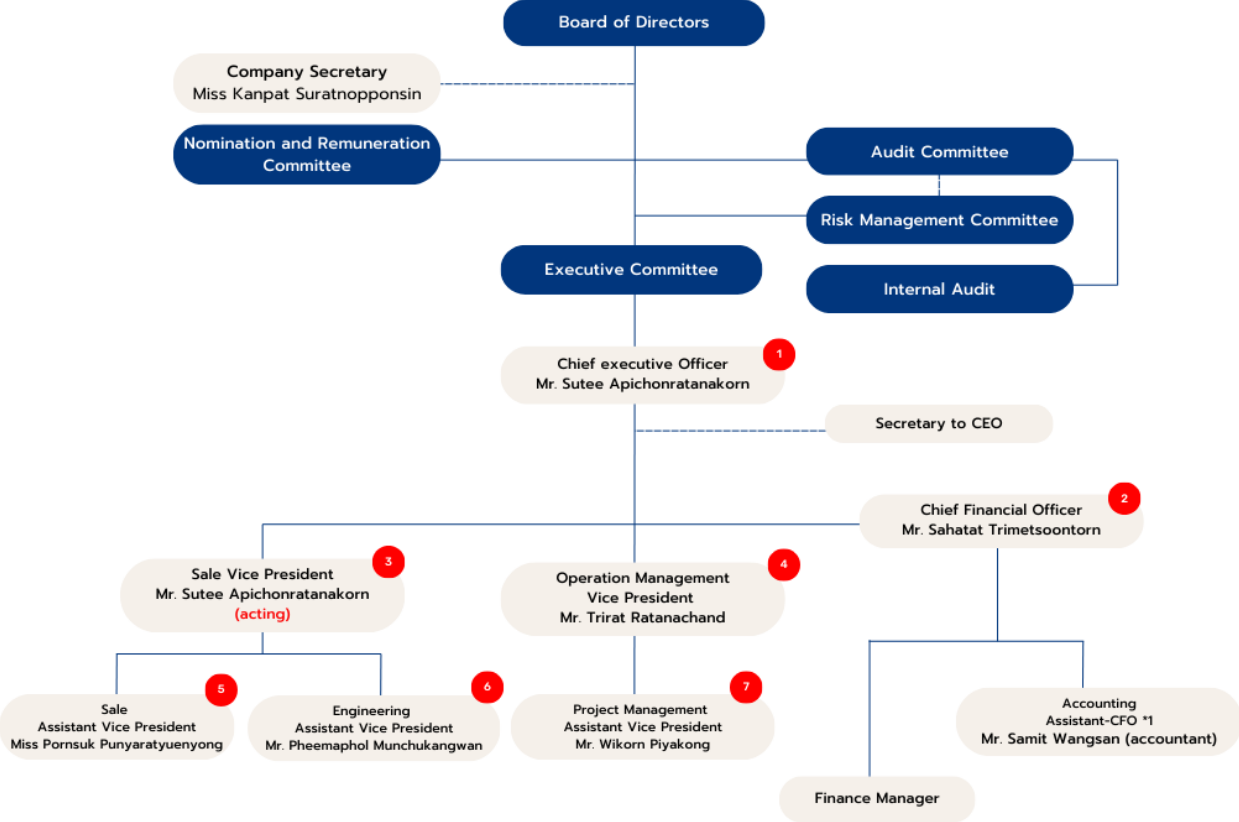 Board of Directors
Company Secretary
Miss Kanpat Suratnopponsin
Nomination and Remuneration
Committee
Audit Committee
Risk Management Committee
Executive Committee
Internal Audit
1
Chief executive Officer
Mr. Sutee Apichonratanakorn
Secretary to CEO
2
Chief Financial Officer
Mr. Sahatat Trimetsoontorn
3
Sale Vice President
Mr. Sutee Apichonratanakorn
(acting)
4
Operation Management
Vice President
Mr. Trirat Ratanachand
5
Sale
Assistant Vice President
Miss Pornsuk Punyaratyuenyong
6
Engineering
Assistant Vice President
Mr. Pheemaphol Munchukangwan
7
Project Management
Assistant Vice President
Mr. Wikorn Piyakong
Accounting
Assistant-CFO *1
Mr. Samit Wangsan (accountant)
Finance Manager